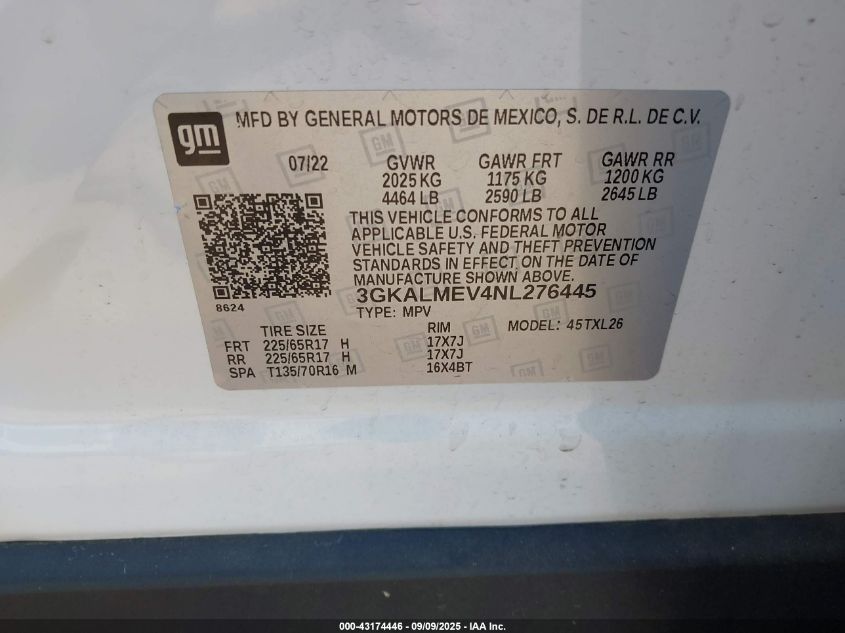 gm
MFD BY GENERAL MOTORS DE MEXICO, S. DE R.L. DE C.V.
07/22 GVWR GAWR FRT GAWR RR
2025 KG 1175 KG 1200 KG
4464 LB 2590 LB 2645 LB
THIS VEHICLE CONFORMS TO ALL
APPLICABLE U.S. FEDERAL MOTOR
VEHICLE SAFETY AND THEFT PREVENTION
STANDARDS IN EFFECT ON THE DATE OF
MANUFACTURE SHOWN ABOVE.
8624
3GKALMEV4NL276445
TYPE: MPV MODEL: 45TXL26
TIRE SIZE RIM
FRT 225/65R17 H 17X7J
RR 225/65R17 H 17X7J
SPA T135/70R16 M 16X4BT
000-43174446 - 09/09/2025 - IAA Inc.